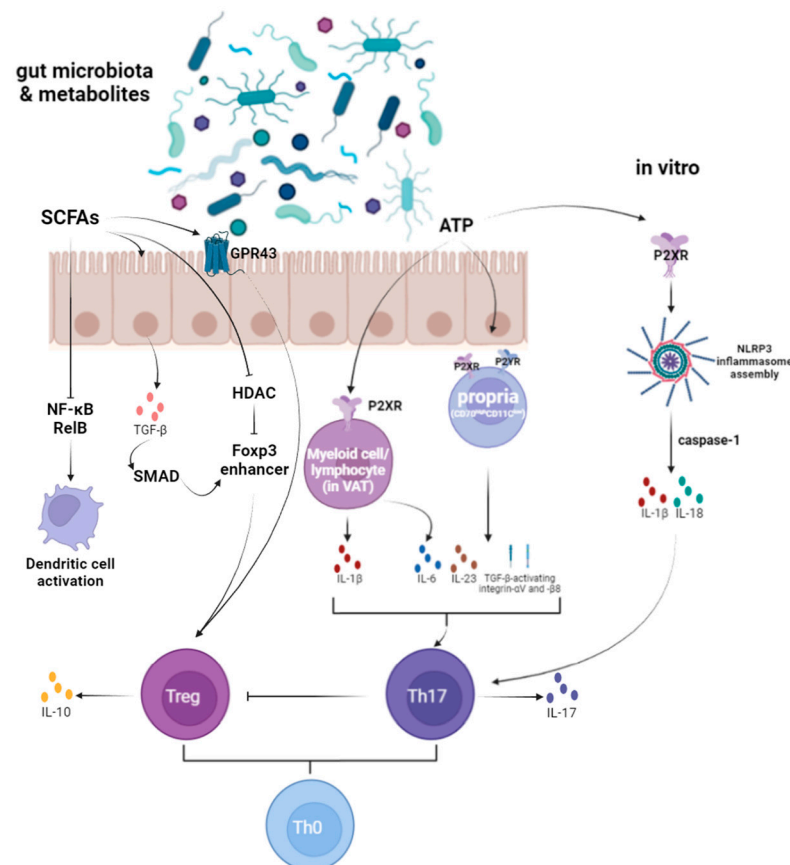 gut microbiota
& metabolites
in vitro
SCFAs
ATP
GPR43
P2XR
NLRP3
inflammasome
assembly
P2XR
P2YR
propria
HDAC
P2XR
NF-κB
RelB
TGF-β
Foxp3
enhancer
SMAD
Myeloid cell/
lymphocyte
(in VAT)
caspase-1
IL-1β
IL-18
Dendritic cell
activation
IL-1β
IL-6
IL-23
TGF-β-activating
integrin-αV and -β8
Treg
Th17
IL-10
IL-17
Th0